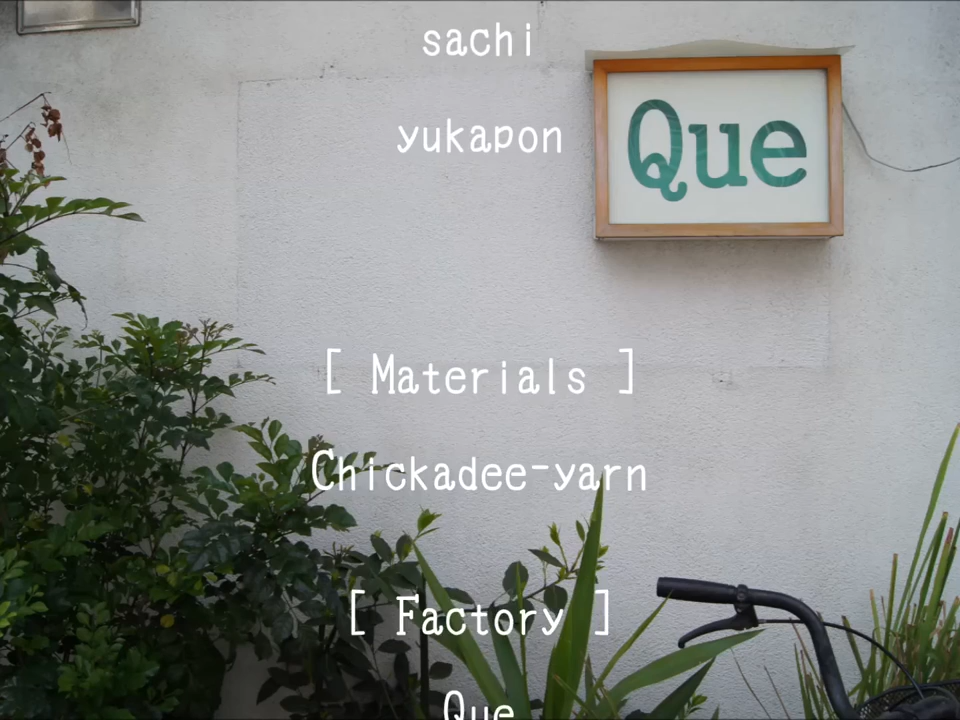 sachi
Que
yukapon
[ Materials ]
Chickadee-yarn
[ Factory ]
Que